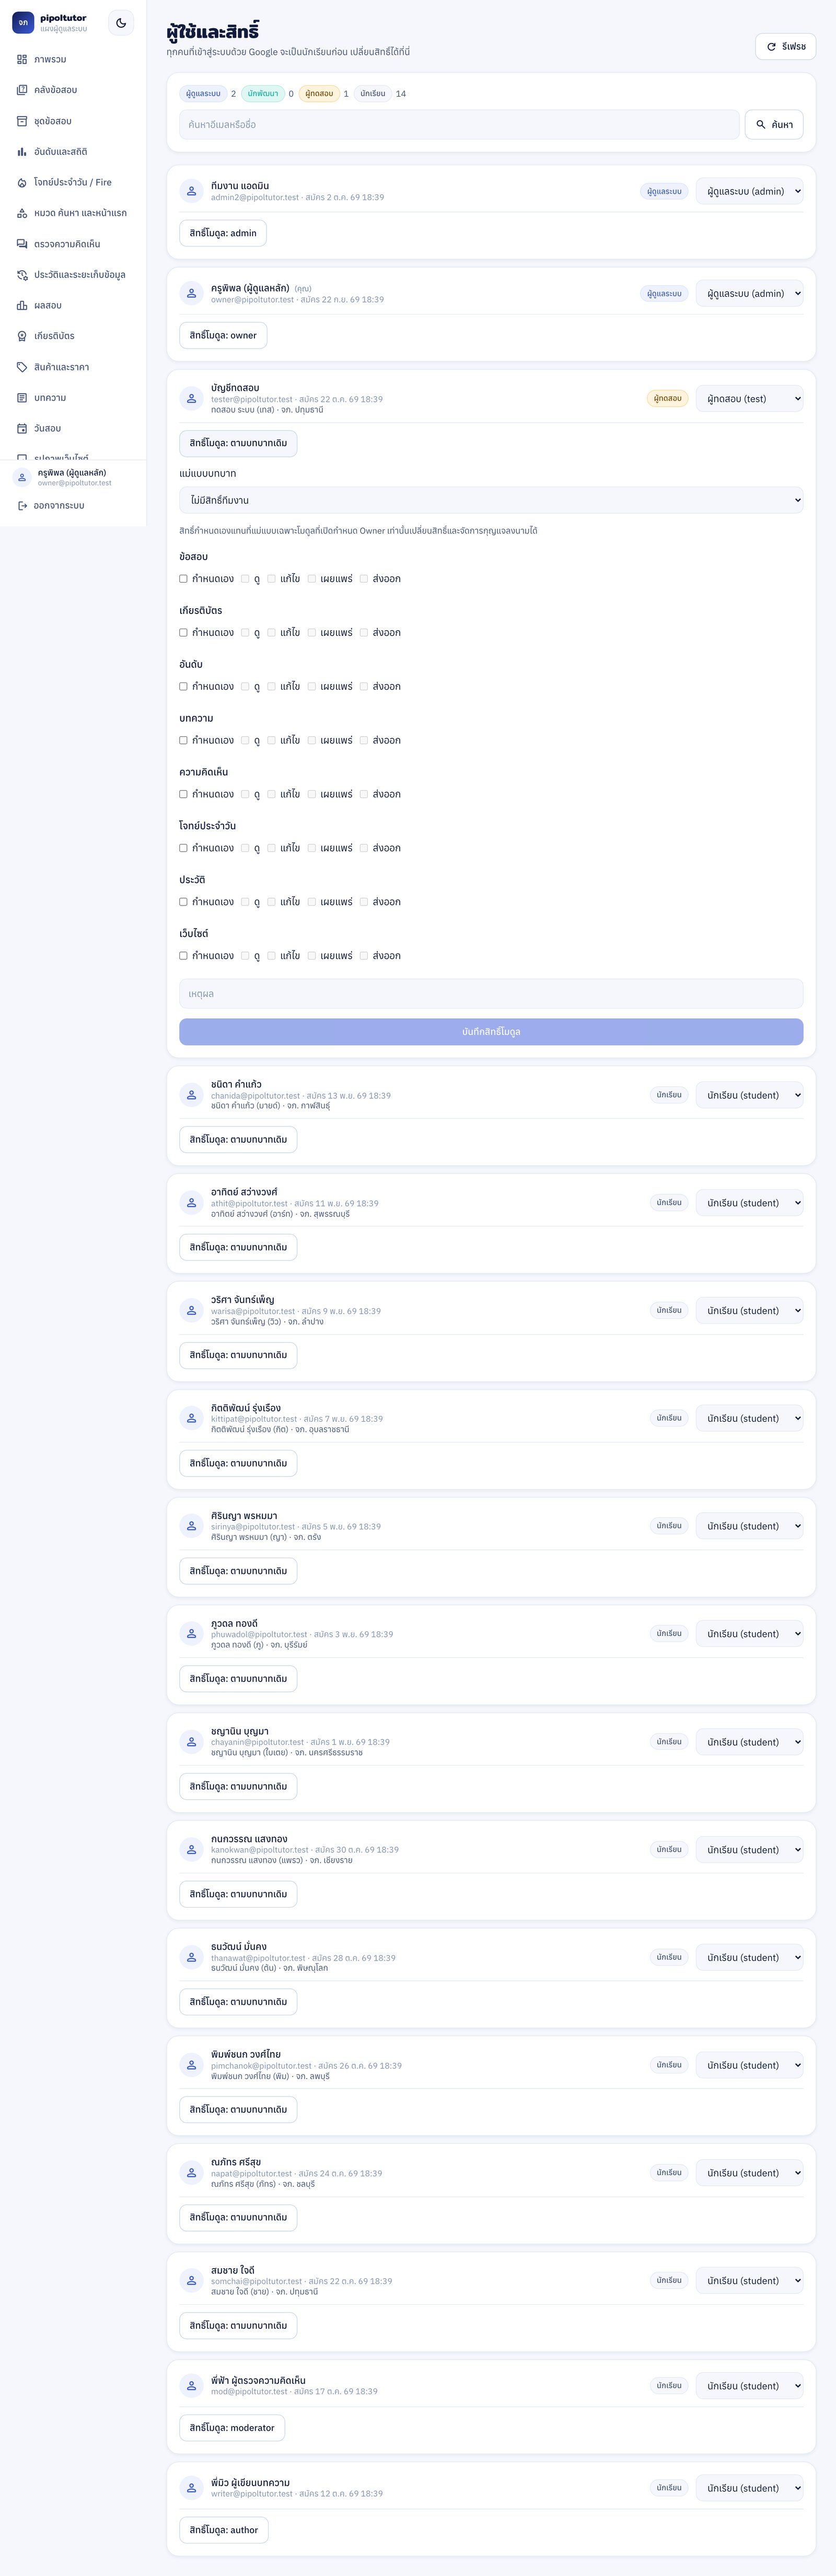 จภ
pipoltutor
แผงผู้ดูแลระบบ
ภาพรวม
คลังข้อสอบ
ชุดข้อสอบ
อันดับและสถิติ
โจทย์ประจำวัน / Fire
หมวด ค้นหา และหน้าแรก
ตรวจความคิดเห็น
ประวัติและระยะเก็บข้อมูล
ผลสอบ
เกียรติบัตร
สินค้าและราคา
บทความ
วันสอบ
รูปภาพเว็บไซต์
ครูพิพล (ผู้ดูแลหลัก)
owner@pipoltutor.test
ออกจากระบบ
ผู้ใช้และสิทธิ์
ทุกคนที่เข้าสู่ระบบด้วย Google จะเป็นนักเรียนก่อน เปลี่ยนสิทธิ์ได้ที่นี่
รีเฟรช
ผู้ดูแลระบบ 2 นักพัฒนา 0 ผู้ทดสอบ 1 นักเรียน 14
ค้นหาอีเมลหรือชื่อ
ค้นหา
ทีมงาน แอดมิน
admin2@pipoltutor.test · สมัคร 2 ต.ค. 69 18:39
ผู้ดูแลระบบ
ผู้ดูแลระบบ (admin)
สิทธิ์โมดูล: admin
ครูพิพล (ผู้ดูแลหลัก) (คุณ)
owner@pipoltutor.test · สมัคร 22 ก.ย. 69 18:39
ผู้ดูแลระบบ
ผู้ดูแลระบบ (admin)
สิทธิ์โมดูล: owner
บัญชีทดสอบ
tester@pipoltutor.test · สมัคร 22 ต.ค. 69 18:39
ทดสอบ ระบบ (เทส) · จภ. ปทุมธานี
ผู้ทดสอบ
ผู้ทดสอบ (test)
สิทธิ์โมดูล: ตามบทบาทเดิม
แม่แบบบทบาท
ไม่มีสิทธิ์ทีมงาน
สิทธิ์กำหนดเองแทนที่แม่แบบเฉพาะโมดูลที่เปิดกำหนด Owner เท่านั้นเปลี่ยนสิทธิ์และจัดการกุญแจลงนามได้
ข้อสอบ
กำหนดเอง ดู แก้ไข เผยแพร่ ส่งออก
เกียรติบัตร
กำหนดเอง ดู แก้ไข เผยแพร่ ส่งออก
อันดับ
กำหนดเอง ดู แก้ไข เผยแพร่ ส่งออก
บทความ
กำหนดเอง ดู แก้ไข เผยแพร่ ส่งออก
ความคิดเห็น
กำหนดเอง ดู แก้ไข เผยแพร่ ส่งออก
โจทย์ประจำวัน
กำหนดเอง ดู แก้ไข เผยแพร่ ส่งออก
ประวัติ
กำหนดเอง ดู แก้ไข เผยแพร่ ส่งออก
เว็บไซต์
กำหนดเอง ดู แก้ไข เผยแพร่ ส่งออก
เหตุผล
บันทึกสิทธิ์โมดูล
ชนิดา คำแก้ว
chanida@pipoltutor.test · สมัคร 13 พ.ย. 69 18:39
ชนิดา คำแก้ว (มายด์) · จภ. กาฬสินธุ์
นักเรียน
นักเรียน (student)
สิทธิ์โมดูล: ตามบทบาทเดิม
อาทิตย์ สว่างวงศ์
athit@pipoltutor.test · สมัคร 11 พ.ย. 69 18:39
อาทิตย์ สว่างวงศ์ (อาร์ท) · จภ. สุพรรณบุรี
นักเรียน
นักเรียน (student)
สิทธิ์โมดูล: ตามบทบาทเดิม
วริศา จันทร์เพ็ญ
warisa@pipoltutor.test · สมัคร 9 พ.ย. 69 18:39
วริศา จันทร์เพ็ญ (วิว) · จภ. ลำปาง
นักเรียน
นักเรียน (student)
สิทธิ์โมดูล: ตามบทบาทเดิม
กิตติพัฒน์ รุ่งเรือง
kittipat@pipoltutor.test · สมัคร 7 พ.ย. 69 18:39
กิตติพัฒน์ รุ่งเรือง (กิต) · จภ. อุบลราชธานี
นักเรียน
นักเรียน (student)
สิทธิ์โมดูล: ตามบทบาทเดิม
ศิรินญา พรหมมา
sirinya@pipoltutor.test · สมัคร 5 พ.ย. 69 18:39
ศิรินญา พรหมมา (ญา) · จภ. ตรัง
นักเรียน
นักเรียน (student)
สิทธิ์โมดูล: ตามบทบาทเดิม
ภูวดล ทองดี
phuwadol@pipoltutor.test · สมัคร 3 พ.ย. 69 18:39
ภูวดล ทองดี (ภู) · จภ. บุรีรัมย์
นักเรียน
นักเรียน (student)
สิทธิ์โมดูล: ตามบทบาทเดิม
ชญานิน บุญมา
chayanin@pipoltutor.test · สมัคร 1 พ.ย. 69 18:39
ชญานิน บุญมา (ใบเตย) · จภ. นครศรีธรรมราช
นักเรียน
นักเรียน (student)
สิทธิ์โมดูล: ตามบทบาทเดิม
กนกวรรณ แสงทอง
kanokwan@pipoltutor.test · สมัคร 30 ต.ค. 69 18:39
กนกวรรณ แสงทอง (แพรว) · จภ. เชียงราย
นักเรียน
นักเรียน (student)
สิทธิ์โมดูล: ตามบทบาทเดิม
ธนวัฒน์ มั่นคง
thanawat@pipoltutor.test · สมัคร 28 ต.ค. 69 18:39
ธนวัฒน์ มั่นคง (ต้น) · จภ. พิษณุโลก
นักเรียน
นักเรียน (student)
สิทธิ์โมดูล: ตามบทบาทเดิม
พิมพ์ชนก วงศ์ไทย
pimchanok@pipoltutor.test · สมัคร 26 ต.ค. 69 18:39
พิมพ์ชนก วงศ์ไทย (พิม) · จภ. ลพบุรี
นักเรียน
นักเรียน (student)
สิทธิ์โมดูล: ตามบทบาทเดิม
ณภัทร ศรีสุข
napat@pipoltutor.test · สมัคร 24 ต.ค. 69 18:39
ณภัทร ศรีสุข (ภัทร) · จภ. ชลบุรี
นักเรียน
นักเรียน (student)
สิทธิ์โมดูล: ตามบทบาทเดิม
สมชาย ใจดี
somchai@pipoltutor.test · สมัคร 22 ต.ค. 69 18:39
สมชาย ใจดี (ชาย) · จภ. ปทุมธานี
นักเรียน
นักเรียน (student)
สิทธิ์โมดูล: ตามบทบาทเดิม
พี่ฟ้า ผู้ตรวจความคิดเห็น
mod@pipoltutor.test · สมัคร 17 ต.ค. 69 18:39
นักเรียน
นักเรียน (student)
สิทธิ์โมดูล: moderator
พี่มิว ผู้เขียนบทความ
writer@pipoltutor.test · สมัคร 12 ต.ค. 69 18:39
นักเรียน
นักเรียน (student)
สิทธิ์โมดูล: author